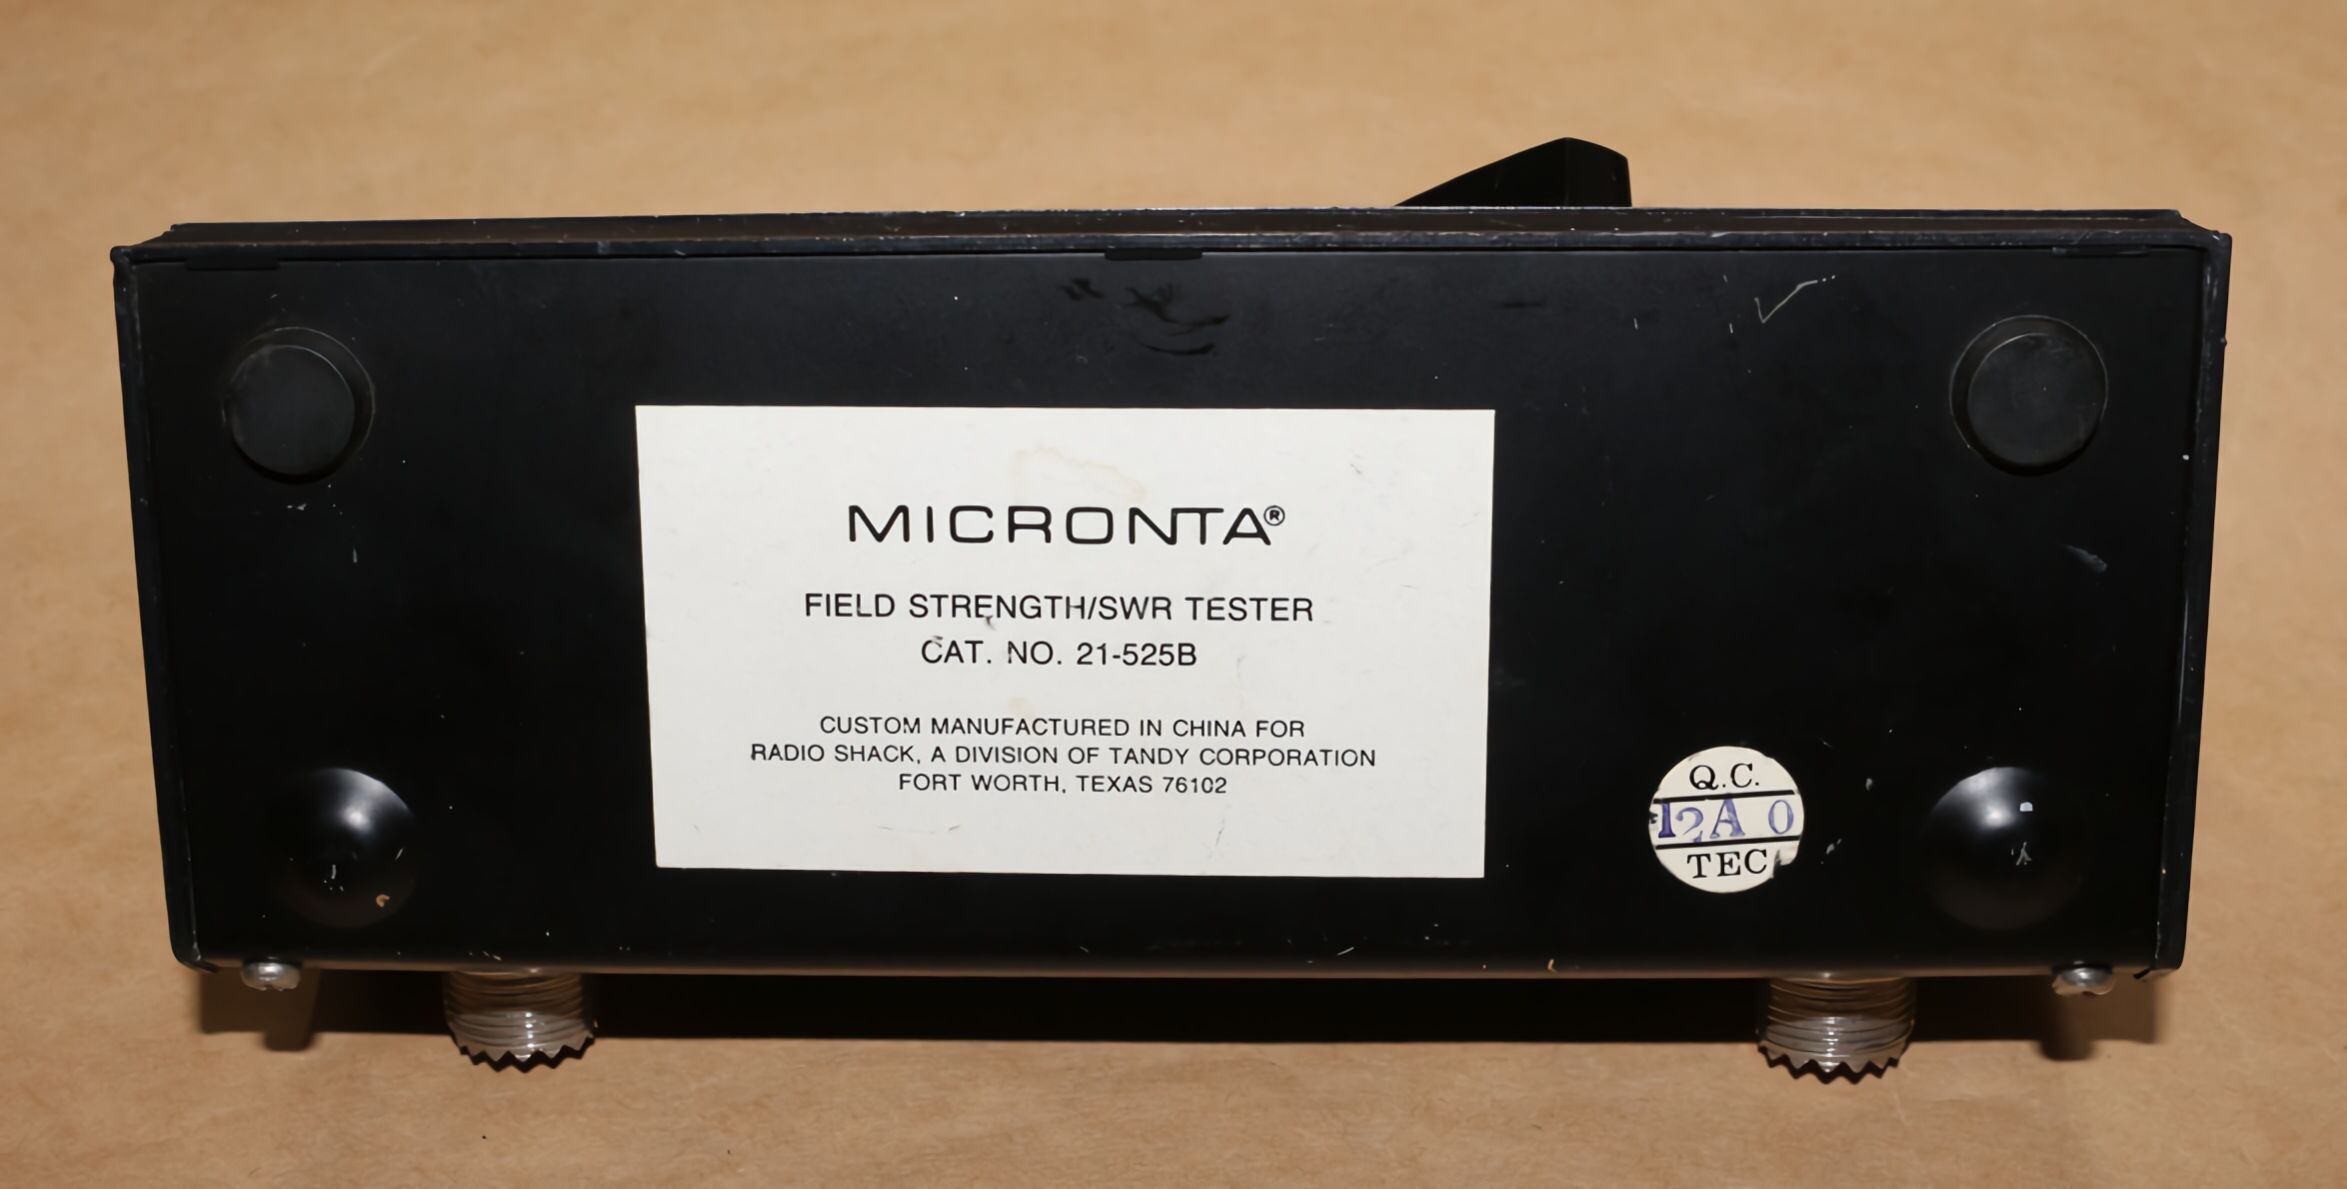 MICRONTA®
FIELD STRENGTH/SWR TESTER
CAT. NO. 21-525B
CUSTOM MANUFACTURED IN CHINA FOR
RADIO SHACK, A DIVISION OF TANDY CORPORATION
FORT WORTH, TEXAS 76102
Q.C.
12A 0
TEC